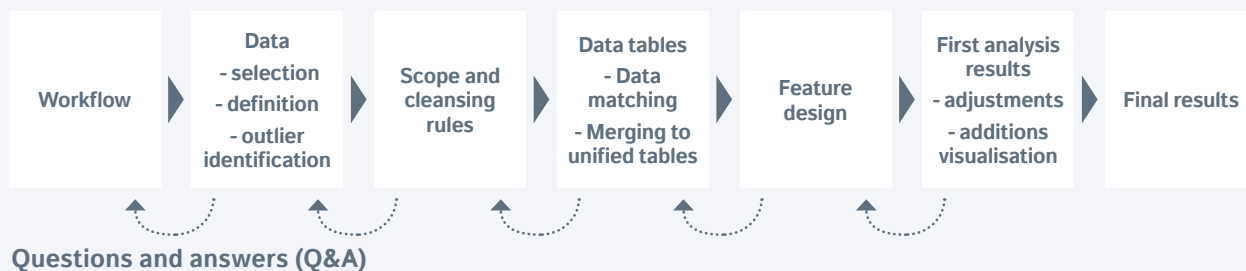 Workflow
Data
- selection
- definition
- outlier
identification
Scope and
cleansing
rules
Data tables
- Data
matching
- Merging to
unified tables
Feature
design
First analysis
results
- adjustments
- additions
visualisation
Final results
Questions and answers (Q&A)